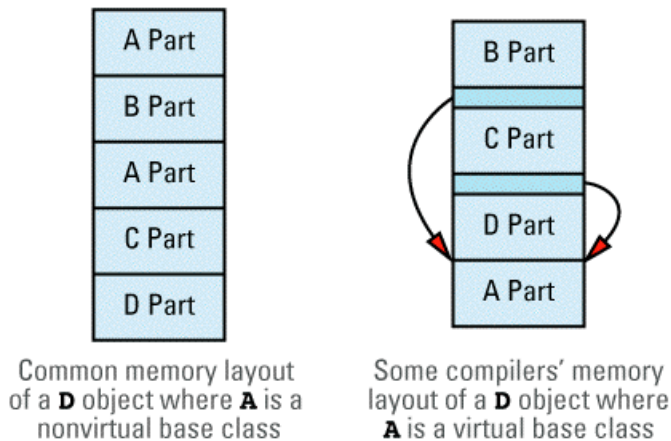 A Part
B Part
A Part
C Part
D Part
Common memory layout
of a D object where A is a
nonvirtual base class
B Part
C Part
D Part
A Part
Some compilers’ memory
layout of a D object where
A is a virtual base class